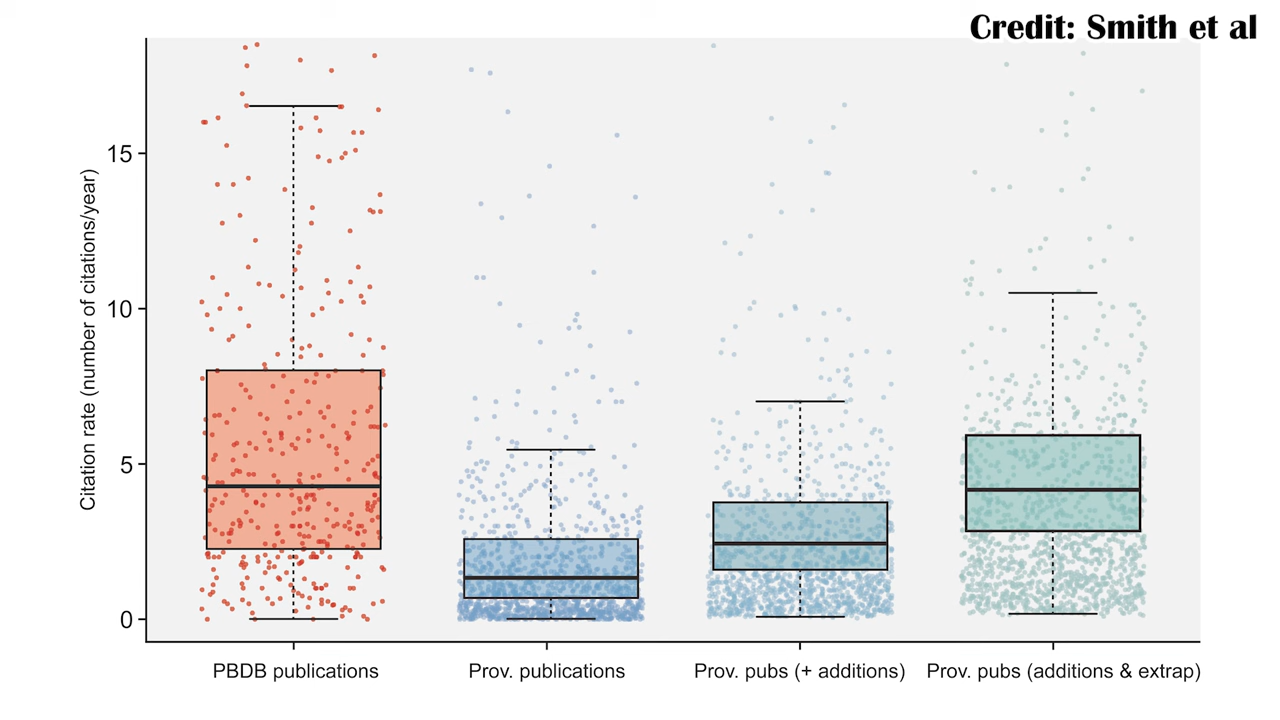 Credit: Smith et al
Citation rate (number of citations/year)
15
10
5
0
PBDB publications
Prov. publications
Prov. pubs (+ additions)
Prov. pubs (additions & extrap)